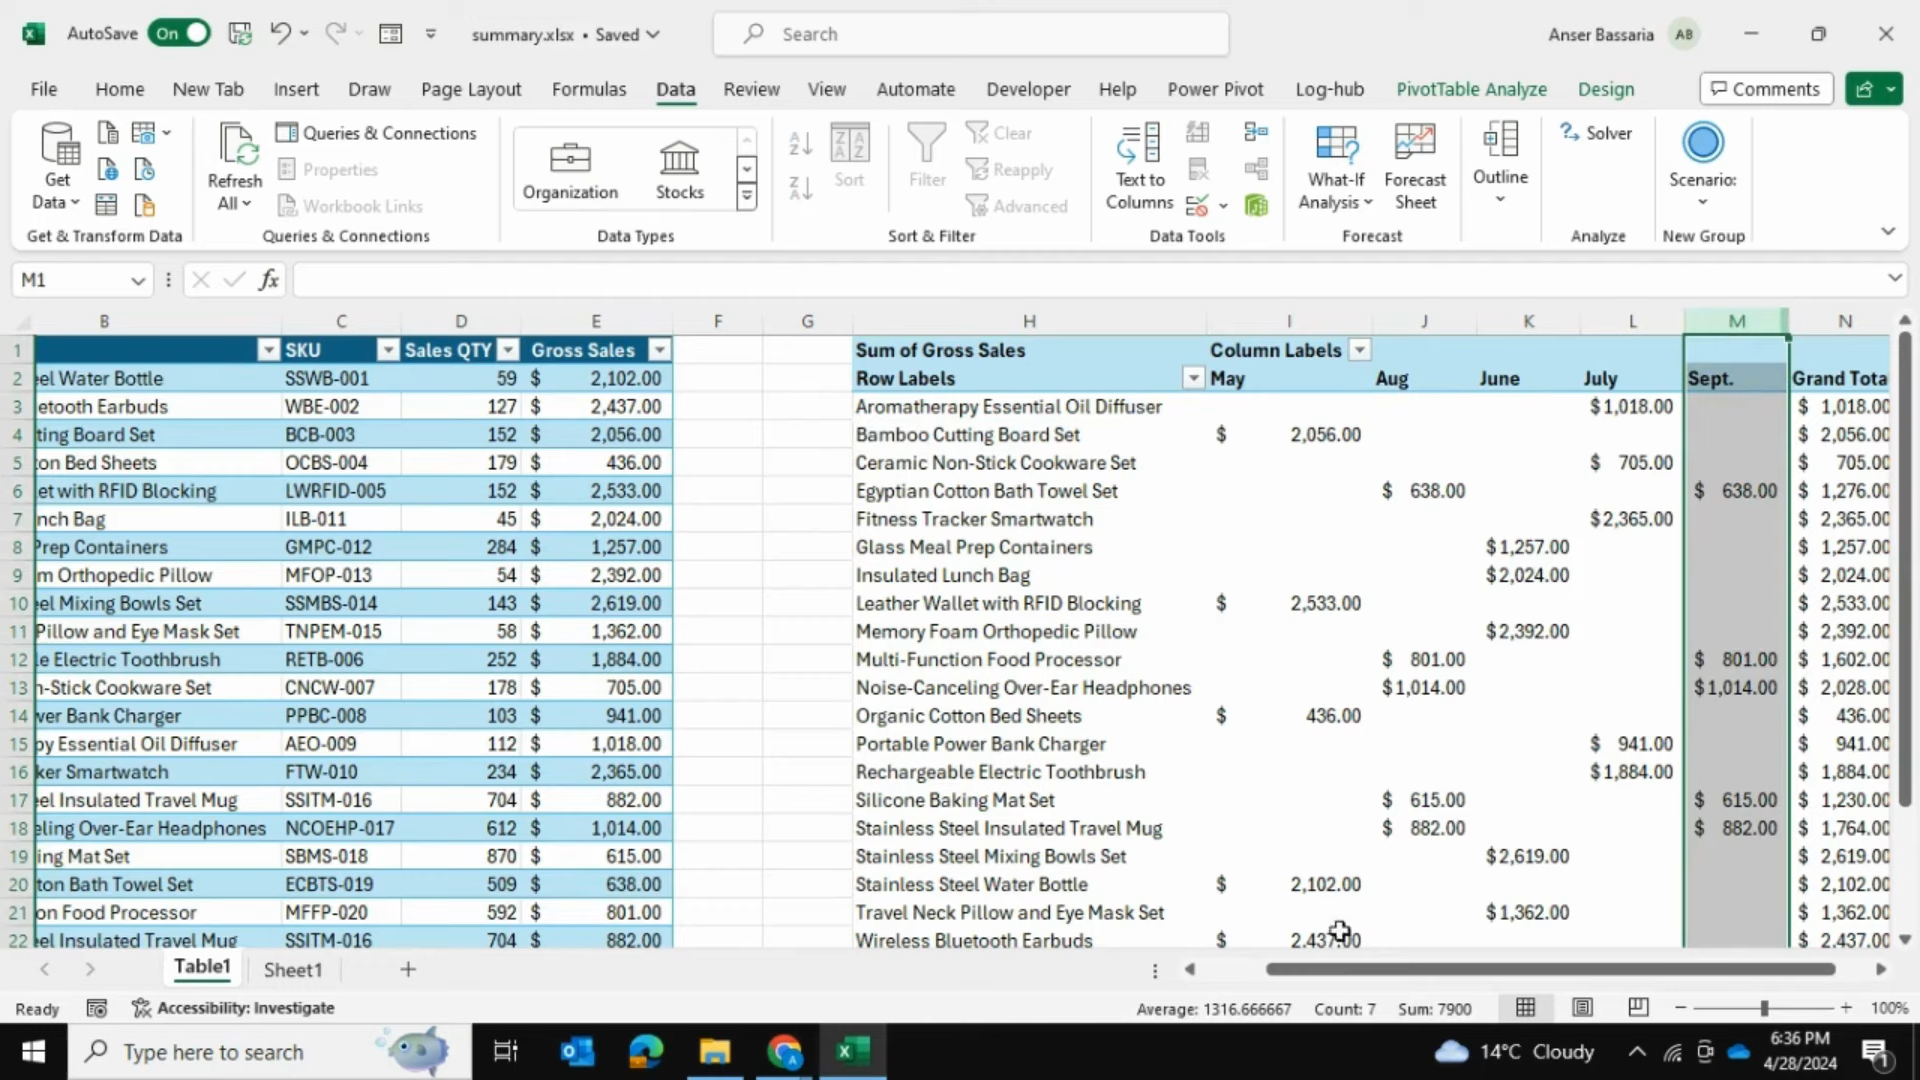 AutoSave On summary.xlsx • Saved Search Anser Bassaria AB
File Home New Tab Insert Draw Page Layout Formulas Data Review View Automate Developer Help Power Pivot Log-hub PivotTable Analyze Design Comments
Get Data Refresh All Queries & Connections Properties Workbook Links Organization Stocks Sort Filter Clear Reapply Advanced Text to Columns What-If Analysis Forecast Sheet Outline Solver Scenario:
Get & Transform Data Queries & Connections Data Types Sort & Filter Data Tools Forecast Analyze New Group
M1 fx
B C D E F G H I J K L M N
1 SKU Sales QTY Gross Sales Sum of Gross Sales Column Labels
2 eel Water Bottle SSWB-001 59 $ 2,102.00 Row Labels May Aug June July Sept. Grand Tota
3 etooth Earbuds WBE-002 127 $ 2,437.00 Aromatherapy Essential Oil Diffuser $1,018.00 $ 1,018.00
4 ting Board Set BCB-003 152 $ 2,056.00 Bamboo Cutting Board Set $ 2,056.00 $ 2,056.00
5 on Bed Sheets OCBS-004 179 $ 436.00 Ceramic Non-Stick Cookware Set $ 705.00 $ 705.00
6 et with RFID Blocking LWRFID-005 152 $ 2,533.00 Egyptian Cotton Bath Towel Set $ 638.00 $ 638.00 $ 1,276.00
7 nch Bag ILB-011 45 $ 2,024.00 Fitness Tracker Smartwatch $2,365.00 $ 2,365.00
8 Prep Containers GMPC-012 284 $ 1,257.00 Glass Meal Prep Containers $1,257.00 $ 1,257.00
9 m Orthopedic Pillow MFOP-013 54 $ 2,392.00 Insulated Lunch Bag $2,024.00 $ 2,024.00
10 eel Mixing Bowls Set SSMBS-014 143 $ 2,619.00 Leather Wallet with RFID Blocking $ 2,533.00 $ 2,533.00
11 Pillow and Eye Mask Set TNPEM-015 58 $ 1,362.00 Memory Foam Orthopedic Pillow $2,392.00 $ 2,392.00
12 le Electric Toothbrush RETB-006 252 $ 1,884.00 Multi-Function Food Processor $ 801.00 $ 801.00 $ 1,602.00
13 n-Stick Cookware Set CNCW-007 178 $ 705.00 Noise-Canceling Over-Ear Headphones $1,014.00 $1,014.00 $ 2,028.00
14 wer Bank Charger PPBC-008 103 $ 941.00 Organic Cotton Bed Sheets $ 436.00 $ 436.00
15 py Essential Oil Diffuser AEO-009 112 $ 1,018.00 Portable Power Bank Charger $ 941.00 $ 941.00
16 ker Smartwatch FTW-010 234 $ 2,365.00 Rechargeable Electric Toothbrush $1,884.00 $ 1,884.00
17 eel Insulated Travel Mug SSITM-016 704 $ 882.00 Silicone Baking Mat Set $ 615.00 $ 615.00 $ 1,230.00
18 eling Over-Ear Headphones NCOEHP-017 612 $ 1,014.00 Stainless Steel Insulated Travel Mug $ 882.00 $ 882.00 $ 1,764.00
19 ing Mat Set SBMS-018 870 $ 615.00 Stainless Steel Mixing Bowls Set $2,619.00 $ 2,619.00
20 ton Bath Towel Set ECBTS-019 509 $ 638.00 Stainless Steel Water Bottle $ 2,102.00 $ 2,102.00
21 on Food Processor MFFP-020 592 $ 801.00 Travel Neck Pillow and Eye Mask Set $1,362.00 $ 1,362.00
22 eel Insulated Travel Mug SSITM-016 704 $ 882.00 Wireless Bluetooth Earbuds $ 2,437.00 $ 2,437.00
Table1 Sheet1
Ready Accessibility: Investigate Average: 1316.666667 Count: 7 Sum: 7900 100%
Type here to search 14°C Cloudy 6:36 PM
4/28/2024 1